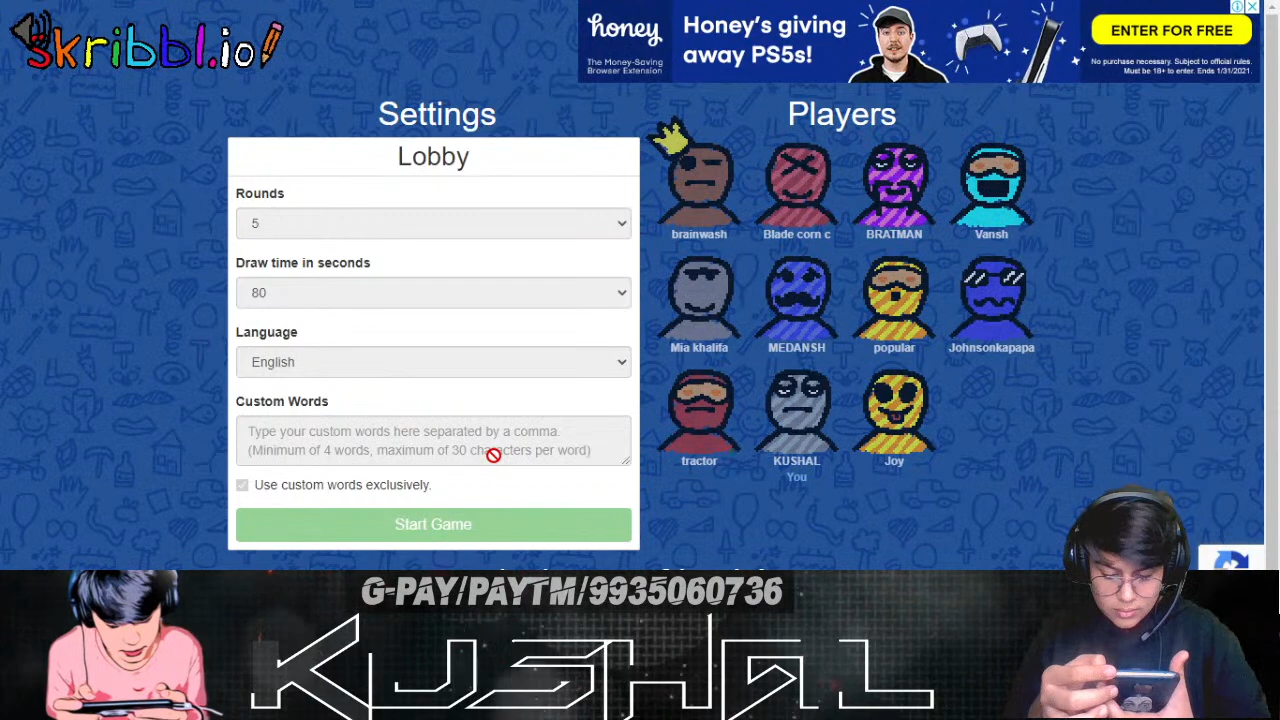 skribbl.io
honey
The Money-Saving
Browser Extension
Honey's giving
away PS5s!
ENTER FOR FREE
No purchase necessary. Subject to official rules.
Must be 18+ to enter. Ends 1/31/2021.
Settings
Lobby
Rounds
5
Draw time in seconds
80
Language
English
Custom Words
Type your custom words here separated by a comma.
(Minimum of 4 words, maximum of 30 characters per word)
Use custom words exclusively.
Start Game
Players
brainwash
Blade corn c
BRATMAN
Vansh
Mia khalifa
MEDANSH
popular
Johnsonkapapa
tractor
KUSHAL
You
Joy
G-PAY/PAYTM/9935060736
KUSHAL